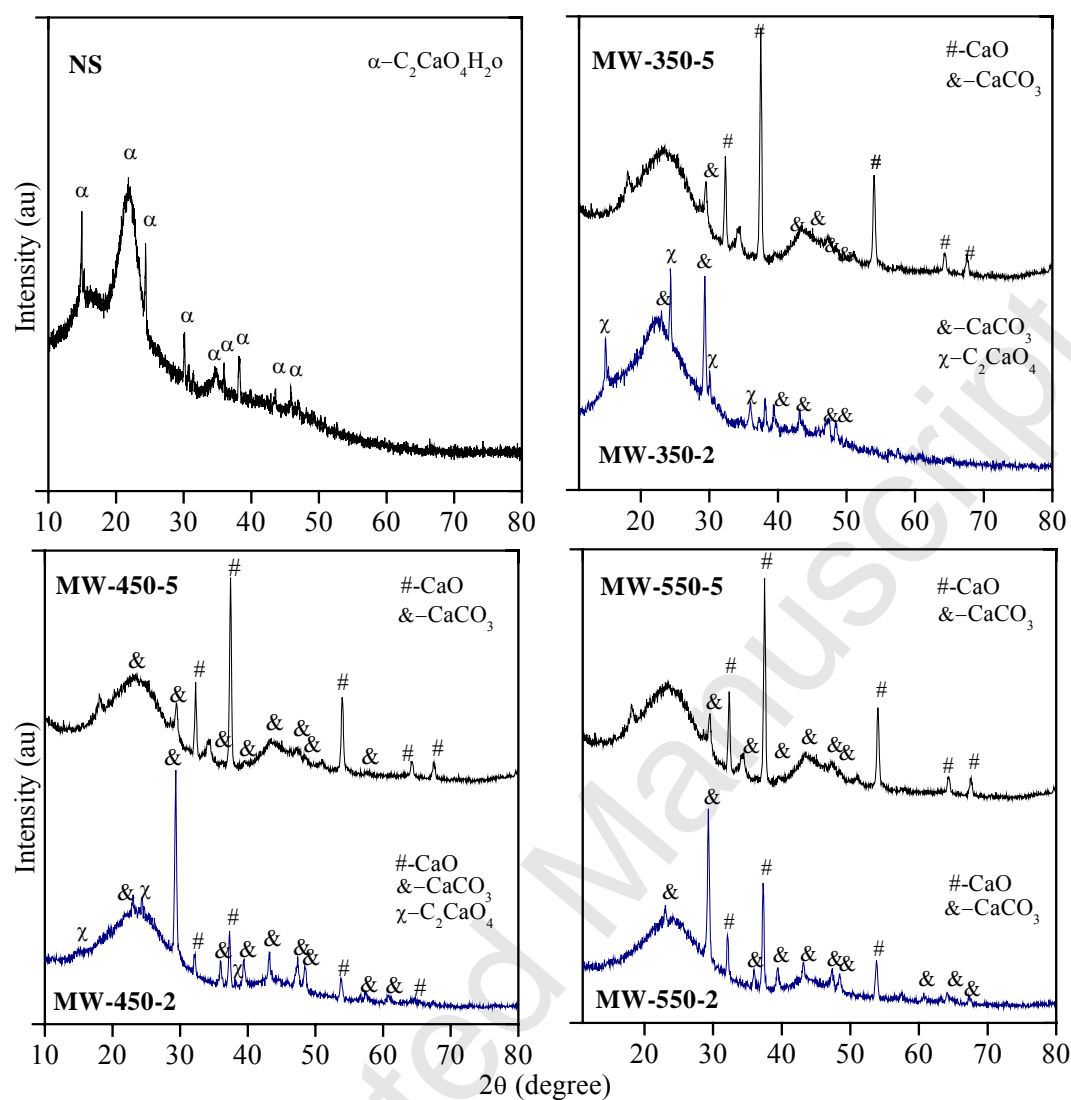 NS
α–C₂CaO₄H₂o
α
α
α
α
α
α
α
α
α
Intensity (au)
10 20 30 40 50 60 70 80
MW-350-5
#-CaO
&–CaCO₃
#
#
&
#
& &
& &
#
#
&–CaCO₃
χ–C₂CaO₄
χ
&
χ
&
χ
χ
&
&
&&
MW-350-2
20 30 40 50 60 70 80
MW-450-5
#-CaO
&–CaCO₃
#
&
#
#
&
&
&
&
&
&
&
#
#
Intensity (au)
#-CaO
&–CaCO₃
χ–C₂CaO₄
&
&
χ
χ
#
#
&
&
χ
&
&
&
#
&
&
#
MW-450-2
10 20 30 40 50 60 70 80
MW-550-5
#-CaO
&–CaCO₃
#
#
#
&
&
&
&
&
&
#
#
#-CaO
&–CaCO₃
&
#
&
#
&
&
&
&
&
#
&
&
&
MW-550-2
20 30 40 50 60 70 80
2θ (degree)
ted Manuscript